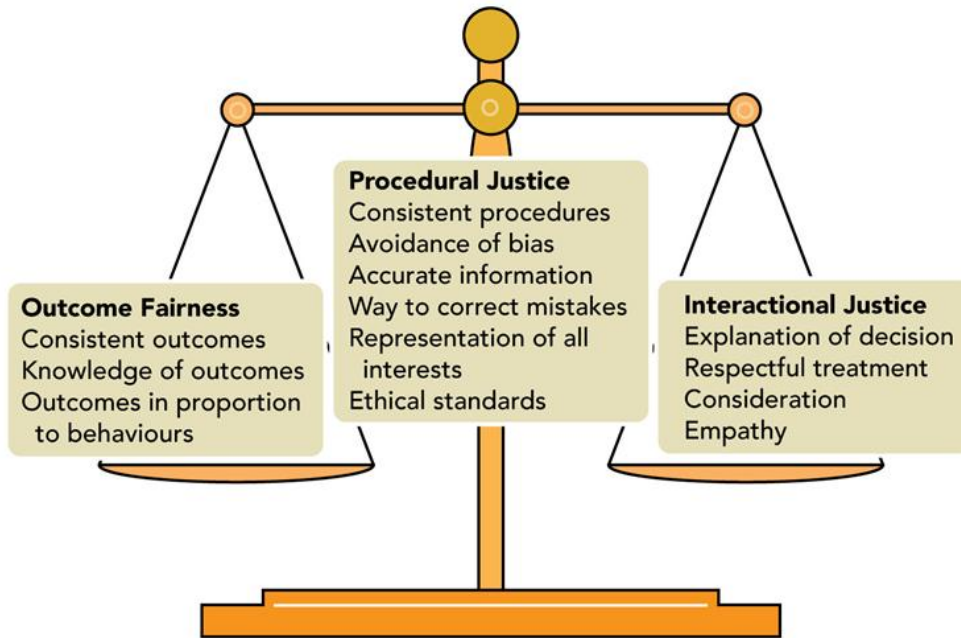 Outcome Fairness
Consistent outcomes
Knowledge of outcomes
Outcomes in proportion
to behaviours
Procedural Justice
Consistent procedures
Avoidance of bias
Accurate information
Way to correct mistakes
Representation of all
interests
Ethical standards
Interactional Justice
Explanation of decision
Respectful treatment
Consideration
Empathy